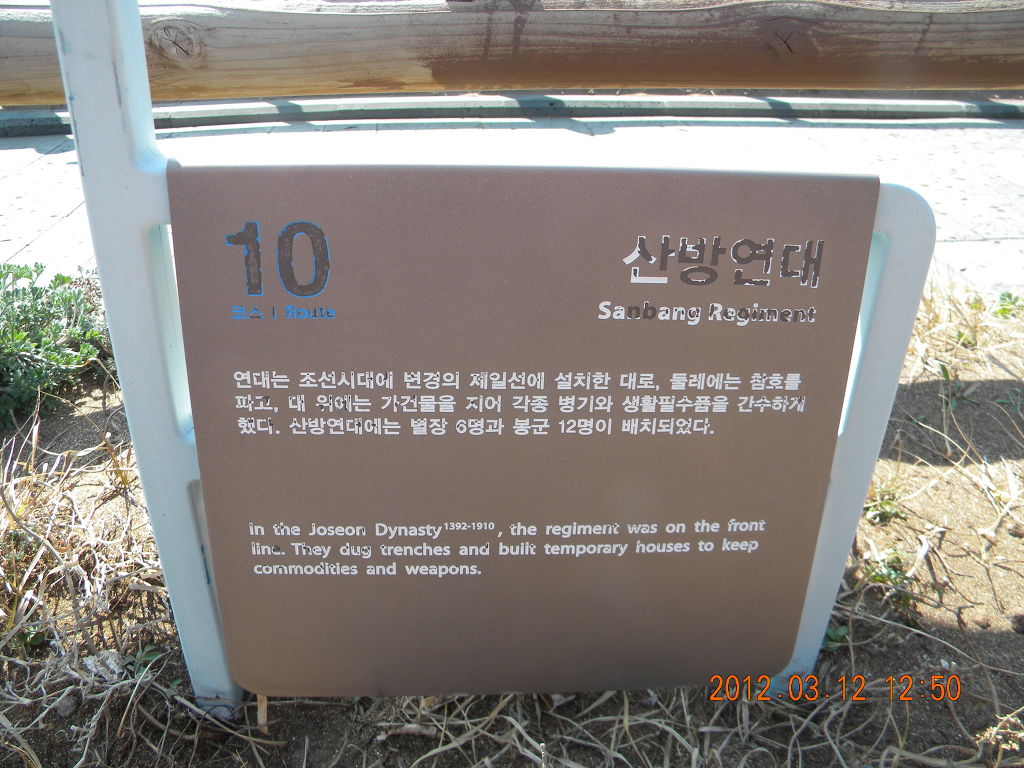 10
코스 | Route
산방연대
Sanbang Regiment
연대는 조선시대에 변경의 제일선에 설치한 대로, 둘레에는 참호를
파고, 대 위에는 가건물을 지어 각종 병기와 생활필수품을 간수하게
했다. 산방연대에는 별장 6명과 봉군 12명이 배치되었다.
In the Joseon Dynasty 1392-1910, the regiment was on the front
line. They dug trenches and built temporary houses to keep
commodities and weapons.
2012.03.12 12:50